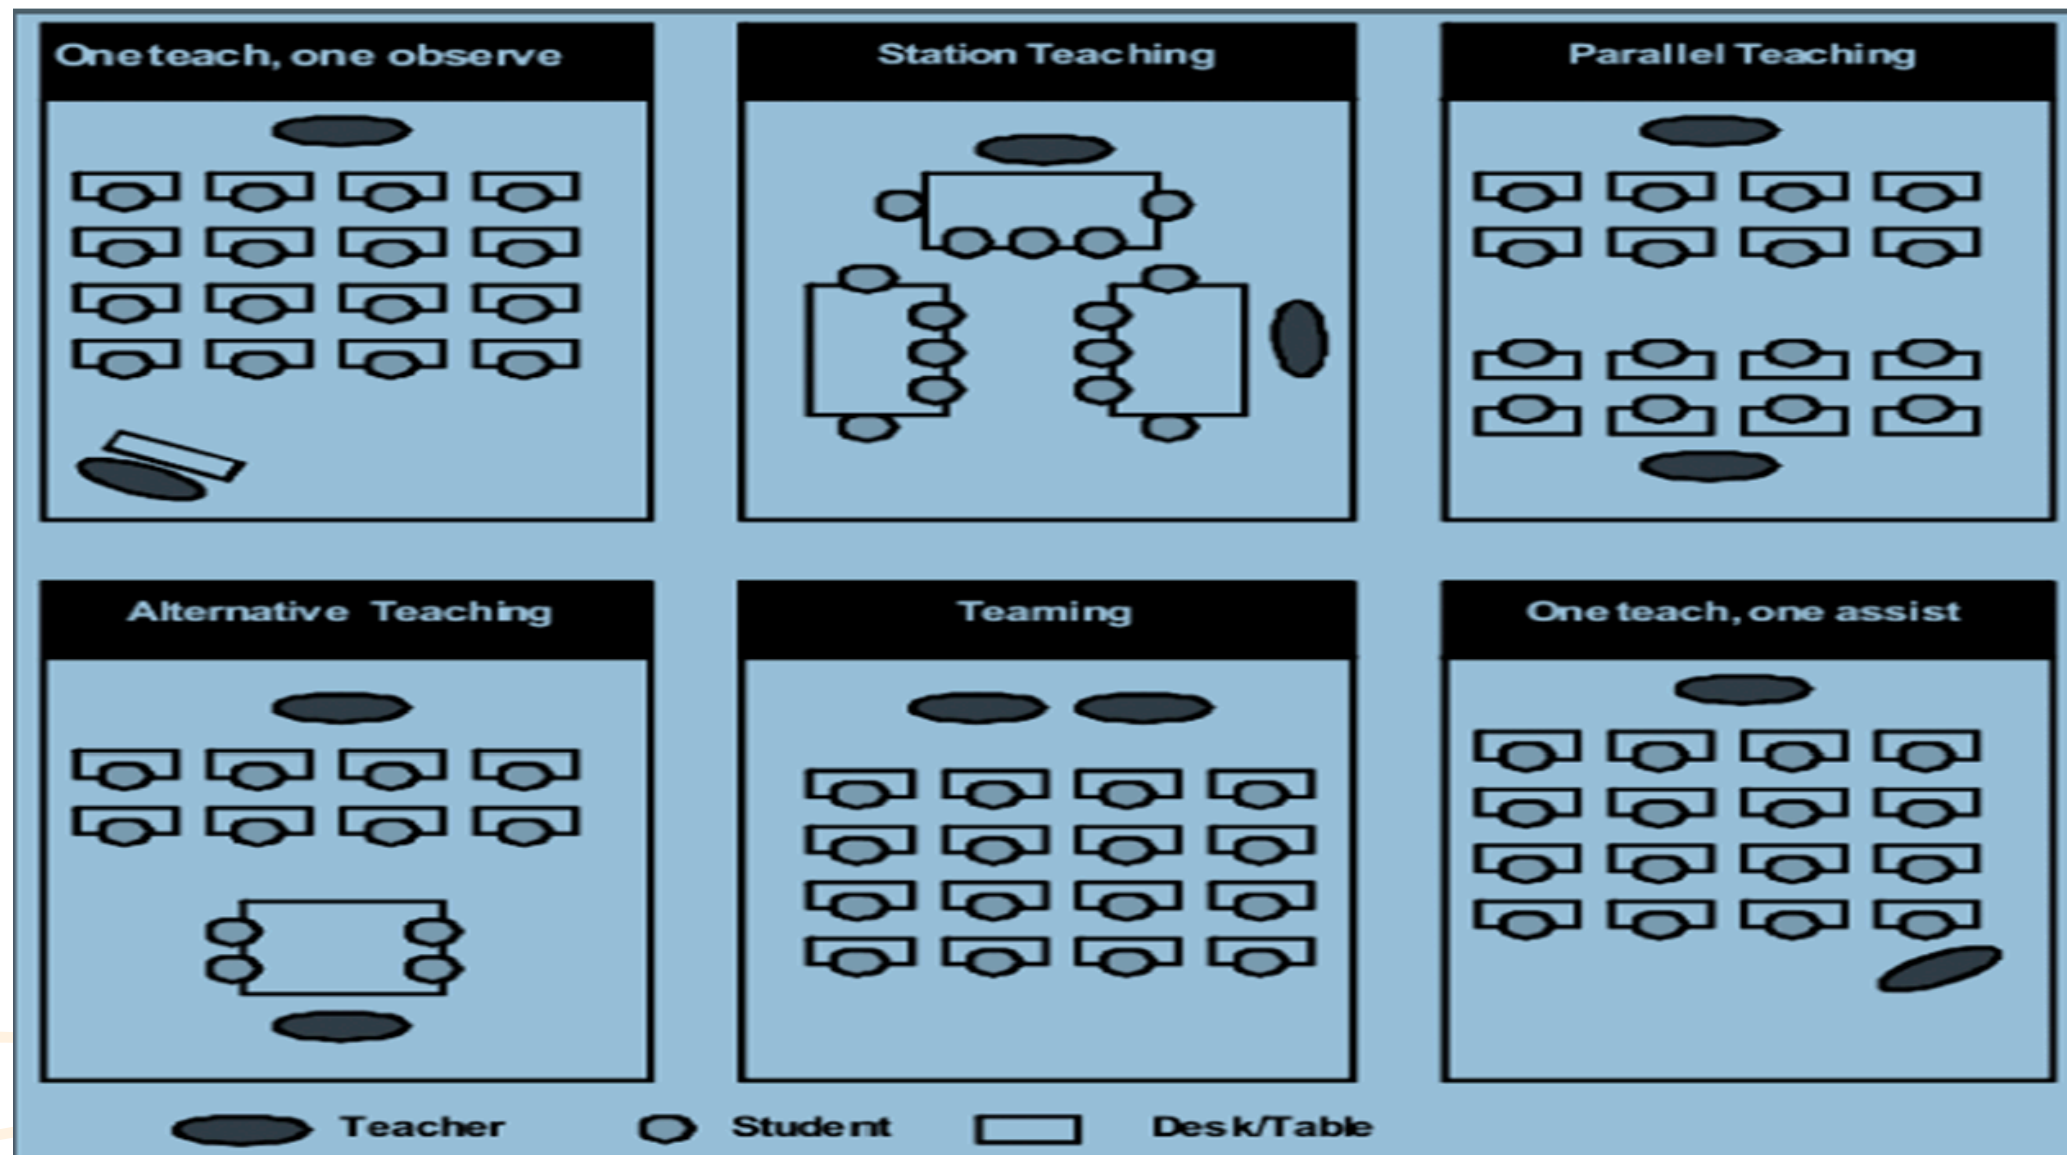 One teach, one observe
Station Teaching
Parallel Teaching
Alternative Teaching
Teaming
One teach, one assist
Teacher
Student
Desk/Table